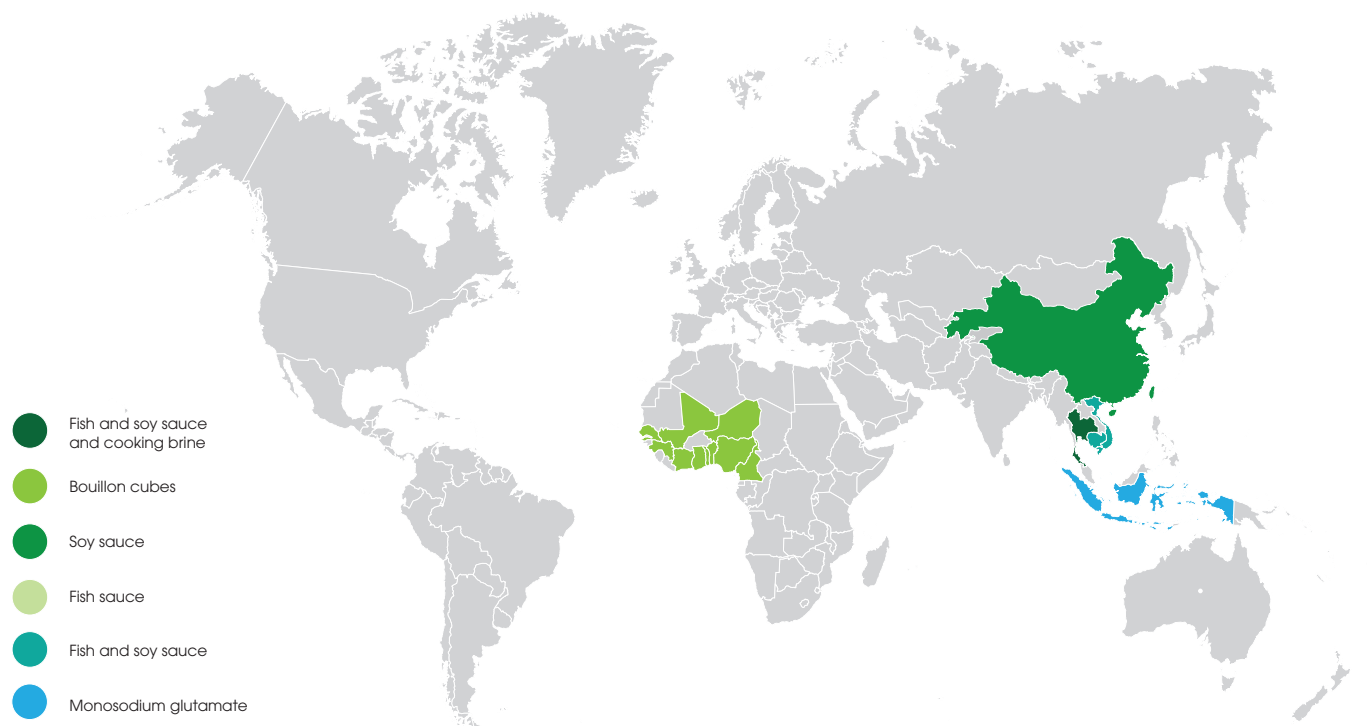 Fish and soy sauce
and cooking brine
Bouillon cubes
Soy sauce
Fish sauce
Fish and soy sauce
Monosodium glutamate